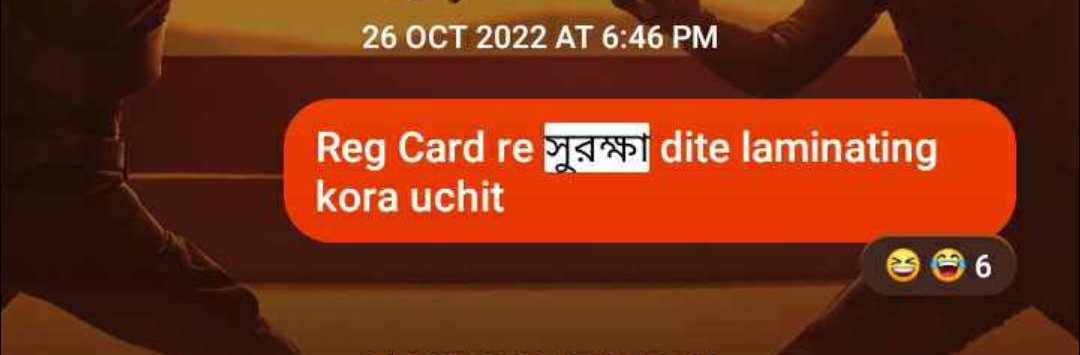 26 OCT 2022 AT 6:46 PM
Reg Card re সুরক্ষা dite laminating
kora uchit
6